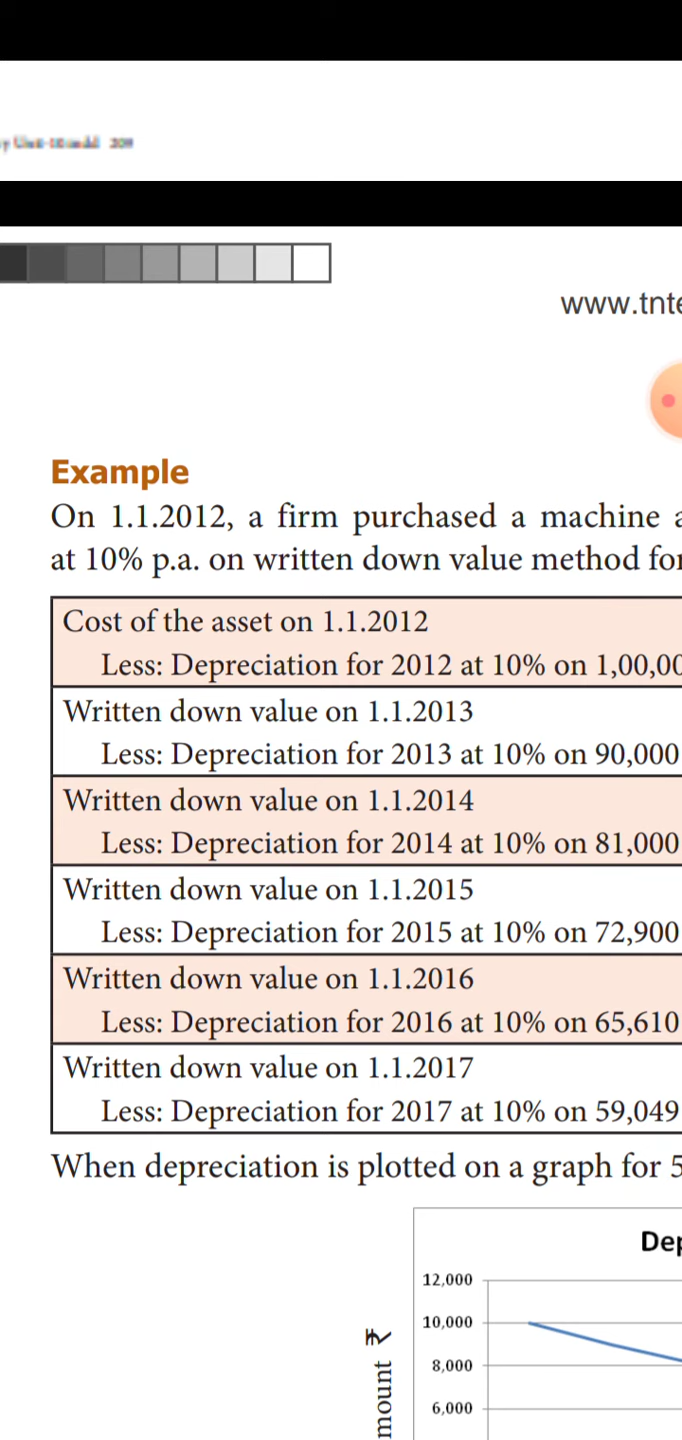 209
www.tnte
Example
On 1.1.2012, a firm purchased a machine a
at 10% p.a. on written down value method for
Cost of the asset on 1.1.2012
Less: Depreciation for 2012 at 10% on 1,00,00
Written down value on 1.1.2013
Less: Depreciation for 2013 at 10% on 90,000
Written down value on 1.1.2014
Less: Depreciation for 2014 at 10% on 81,000
Written down value on 1.1.2015
Less: Depreciation for 2015 at 10% on 72,900
Written down value on 1.1.2016
Less: Depreciation for 2016 at 10% on 65,610
Written down value on 1.1.2017
Less: Depreciation for 2017 at 10% on 59,049
When depreciation is plotted on a graph for 5
Dep
12,000
10,000
8,000
6,000
mount ₹